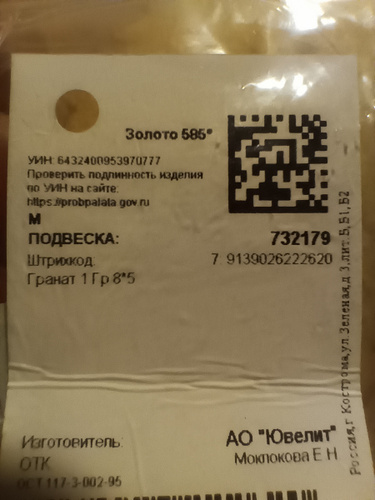 Золото 585*
УИН: 6432400953970777
Проверить подлинность изделия
по УИН на сайте:
https://probpalata.gov.ru
М
ПОДВЕСКА: 732179
Штрихкод: 7 9139026222620
Гранат 1 Гр 8*5
Россия,г Кострома,ул.Зеленая,д 3,лит. Б,Б1,Б2
Изготовитель: АО "Ювелит"
ОТК Моклокова Е Н
ОСТ 117-3-002-95